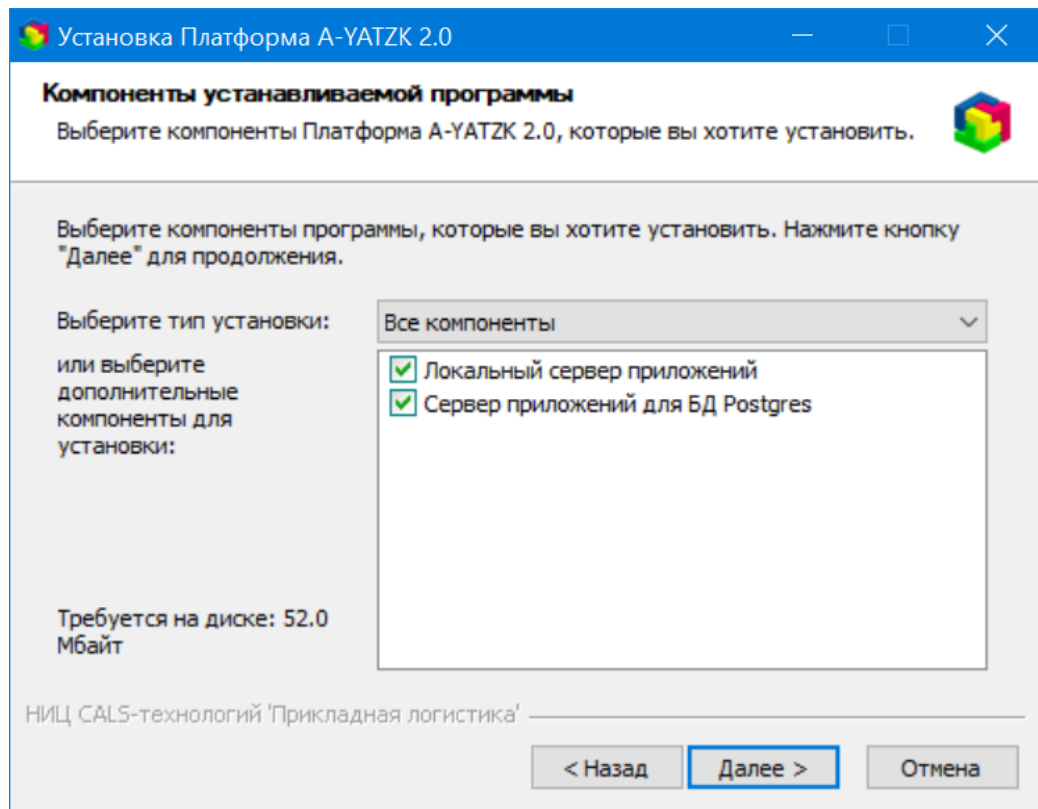 Установка Платформа A-YATZK 2.0
Компоненты устанавливаемой программы
Выберите компоненты Платформа A-YATZK 2.0, которые вы хотите установить.
Выберите компоненты программы, которые вы хотите установить. Нажмите кнопку
"Далее" для продолжения.
Выберите тип установки:
Все компоненты
или выберите
дополнительные
компоненты для
установки:
Локальный сервер приложений
Сервер приложений для БД Postgres
Требуется на диске: 52.0
Мбайт
НИЦ CALS-технологий 'Прикладная логистика'
< Назад
Далее >
Отмена